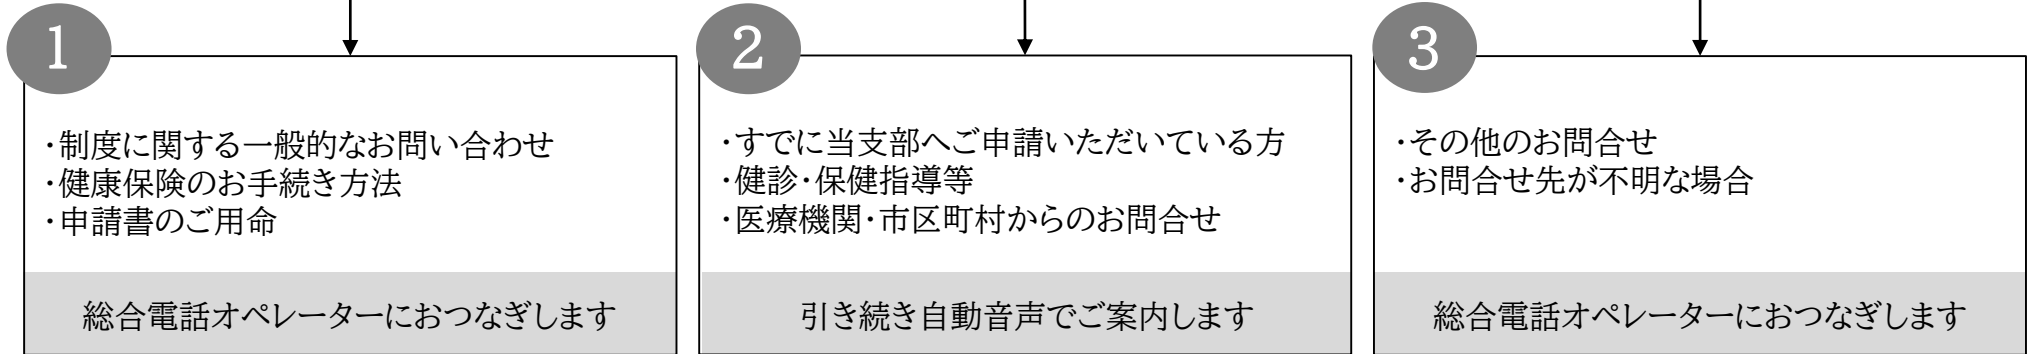 1
・制度に関する一般的なお問い合わせ
・健康保険のお手続き方法
・申請書のご用命
総合電話オペレーターにおつなぎします
2
・すでに当支部へご申請いただいている方
・健診・保健指導等
・医療機関・市区町村からのお問合せ
引き続き自動音声でご案内します
3
・その他のお問合せ
・お問合せ先が不明な場合
総合電話オペレーターにおつなぎします